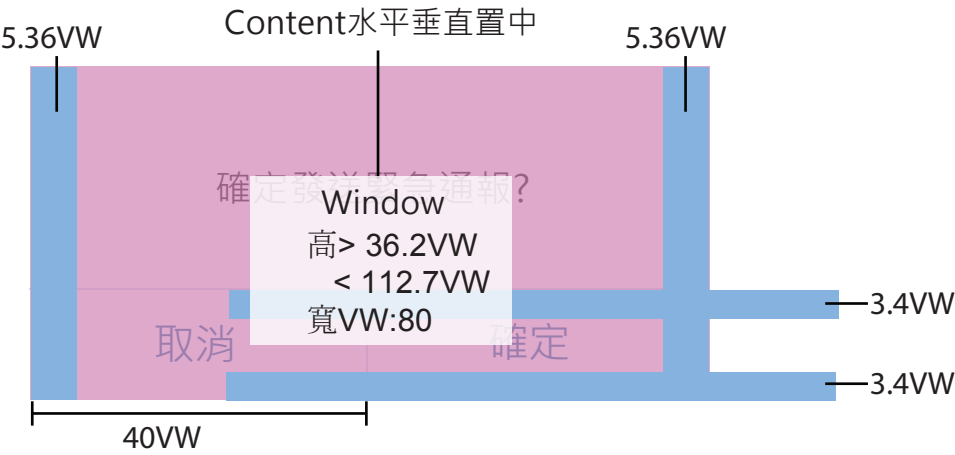 Content水平垂直置中
5.36VW
5.36VW
確定發送緊急通報?
Window
高> 36.2VW
< 112.7VW
寬VW:80
3.4VW
取消
確定
3.4VW
40VW